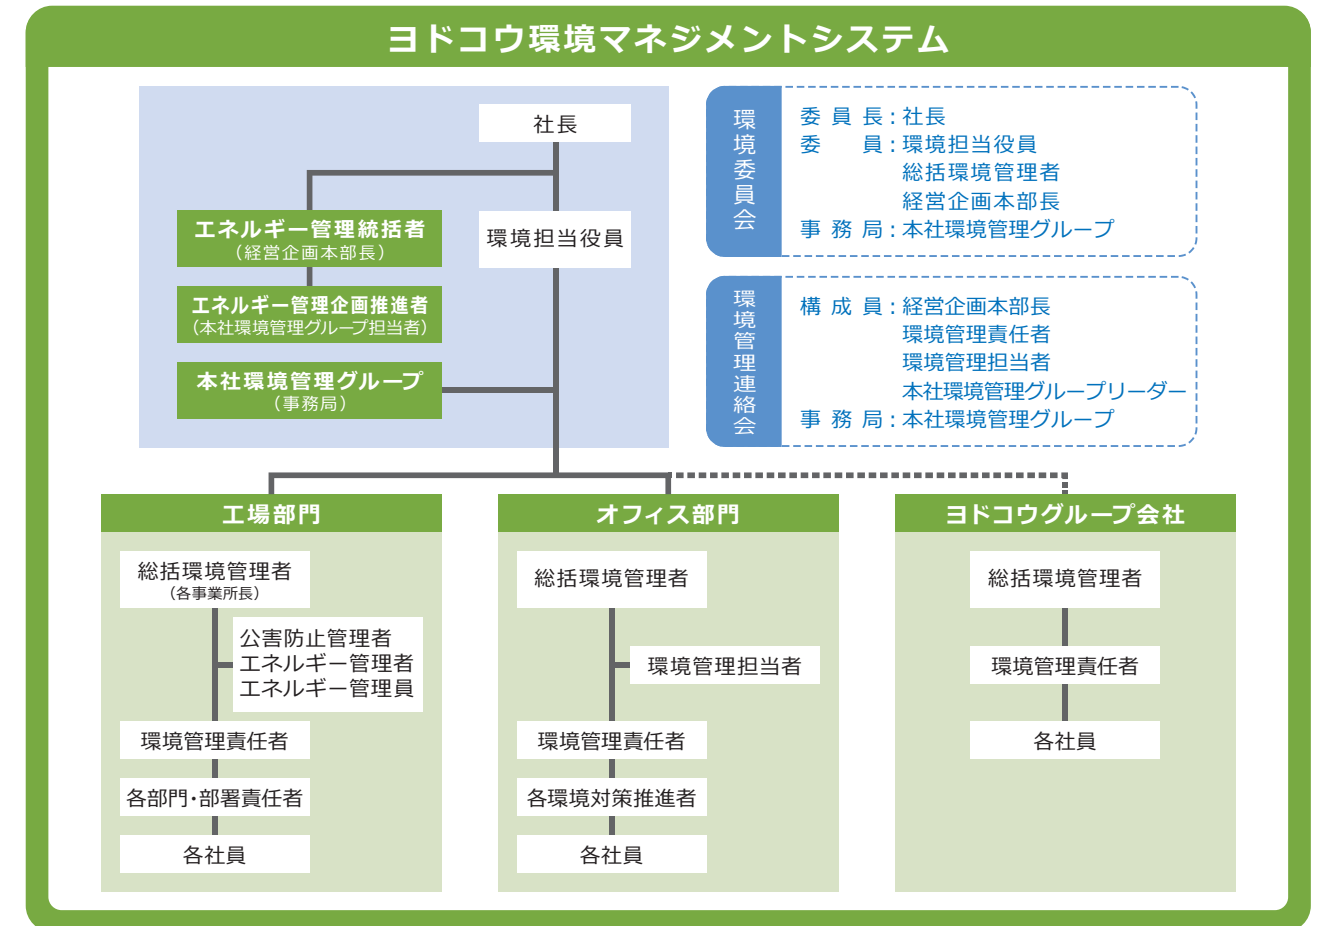 ヨドコウ環境マネジメントシステム
社長
エネルギー管理統括者
（経営企画本部長）
環境担当役員
エネルギー管理企画推進者
（本社環境管理グループ担当者）
本社環境管理グループ
（事務局）
環境委員会
委員長：社長
委員：環境担当役員
総括環境管理者
経営企画本部長
事務局：本社環境管理グループ
環境管理連絡会
構成員：経営企画本部長
環境管理責任者
環境管理担当者
本社環境管理グループリーダー
事務局：本社環境管理グループ
工場部門
総括環境管理者
（各事業所長）
公害防止管理者
エネルギー管理者
エネルギー管理員
環境管理責任者
各部門・部署責任者
各社員
オフィス部門
総括環境管理者
環境管理担当者
環境管理責任者
各環境対策推進者
各社員
ヨドコウグループ会社
総括環境管理者
環境管理責任者
各社員